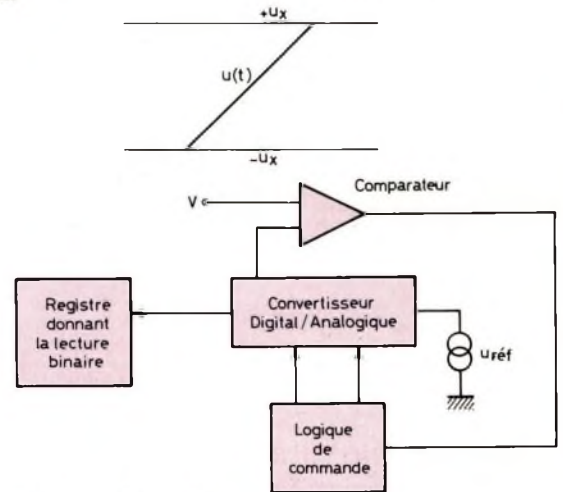 +ux
u(t)
-ux
Comparateur
V
Registre
donnant
la lecture
binaire
Convertisseur
Digital/Analogique
uréf
Logique
de
commande